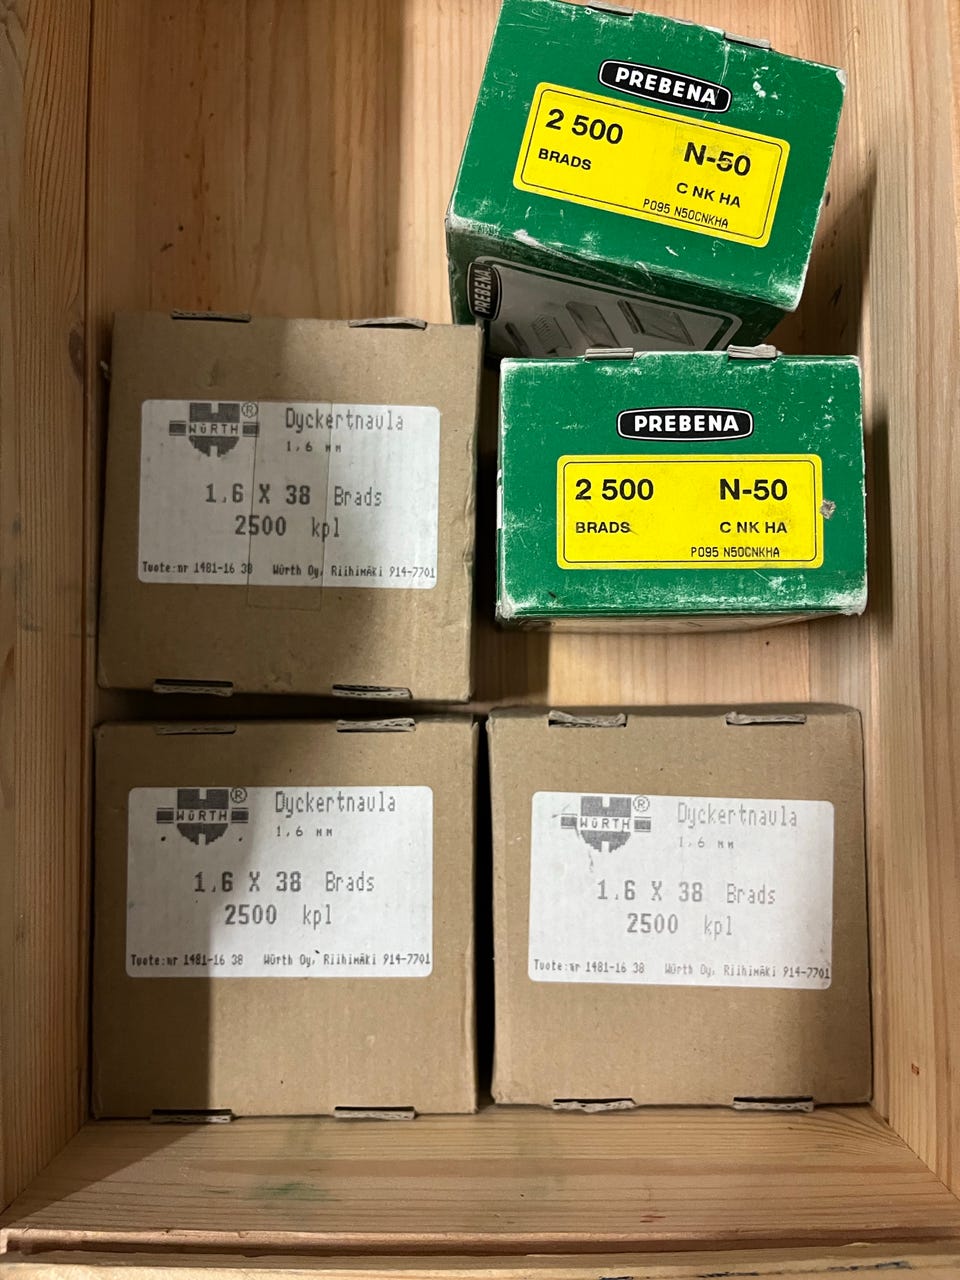 PREBENA
2 500
N-50
BRADS
C NK HA
P095 N50CNKHA
PREBENA
PREBENA
2 500
N-50
BRADS
C NK HA
P095 N50CNKHA
WÜRTH ®
Dyckertnaula
1,6 mm
1,6 X 38 Brads
2500 kpl
Tuote:nr 1481-16 38 Würth Oy, Riihimäki 914-7701
WÜRTH ®
Dyckertnaula
1,6 mm
1,6 X 38 Brads
2500 kpl
Tuote:nr 1481-16 38 Würth Oy, Riihimäki 914-7701
WÜRTH ®
Dyckertnaula
1,6 mm
1,6 X 38 Brads
2500 kpl
Tuote:nr 1481-16 38 Würth Oy, Riihimäki 914-7701